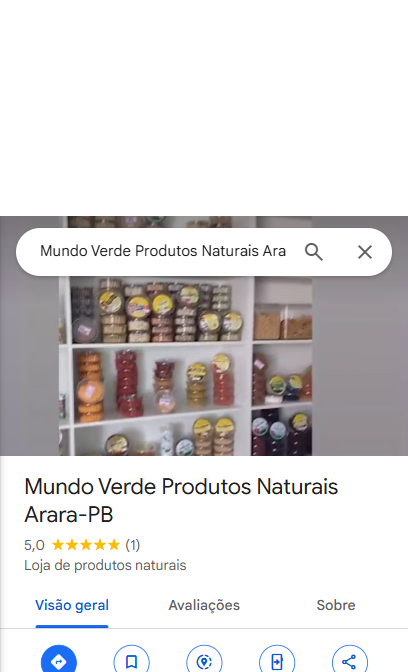 Mundo Verde Produtos Naturais Ara
Mundo Verde Produtos Naturais
Arara-PB
5,0 ★★★★★ (1)
Loja de produtos naturais
Visão geral Avaliações Sobre